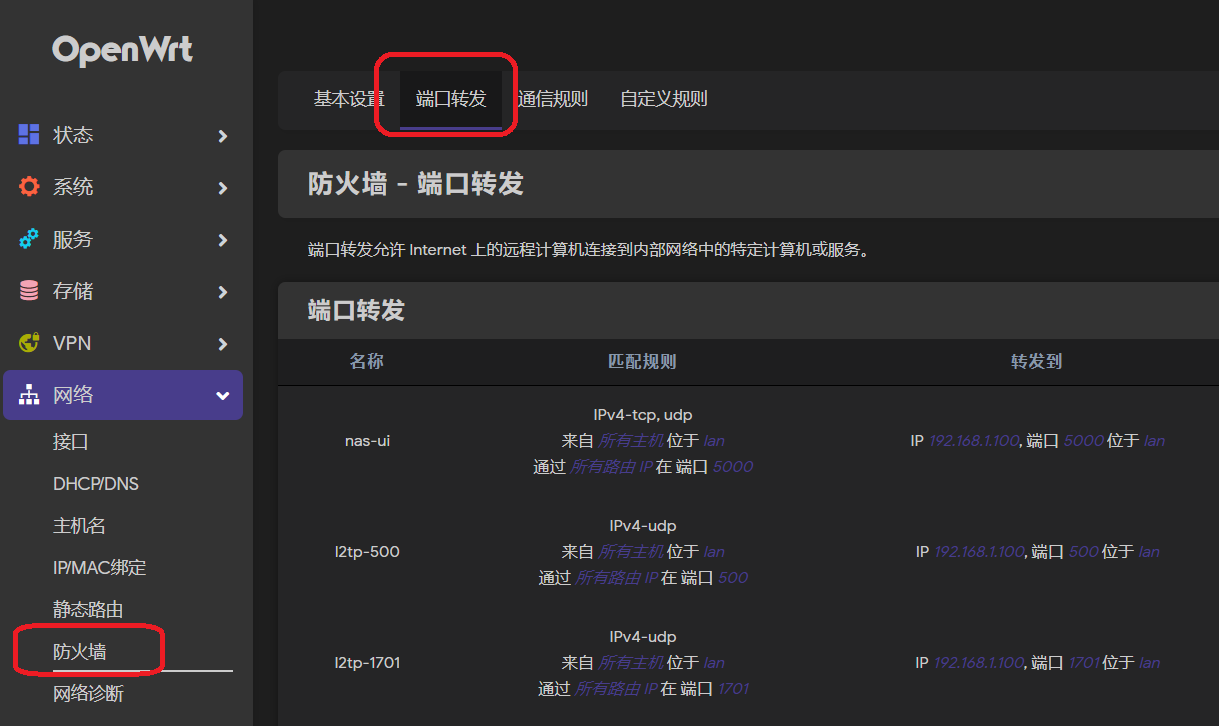 OpenWrt
状态
系统
服务
存储
VPN
网络
接口
DHCP/DNS
主机名
IP/MAC绑定
静态路由
防火墙
网络诊断
基本设置 端口转发 通信规则 自定义规则
防火墙 - 端口转发
端口转发允许 Internet 上的远程计算机连接到内部网络中的特定计算机或服务。
端口转发
名称 匹配规则 转发到
IPv4-tcp, udp
nas-ui 来自 所有主机 位于 lan IP 192.168.1.100, 端口 5000 位于 lan
通过 所有路由 IP 在 端口 5000
IPv4-udp
l2tp-500 来自 所有主机 位于 lan IP 192.168.1.100, 端口 500 位于 lan
通过 所有路由 IP 在 端口 500
IPv4-udp
l2tp-1701 来自 所有主机 位于 lan IP 192.168.1.100, 端口 1701 位于 lan
通过 所有路由 IP 在 端口 1701